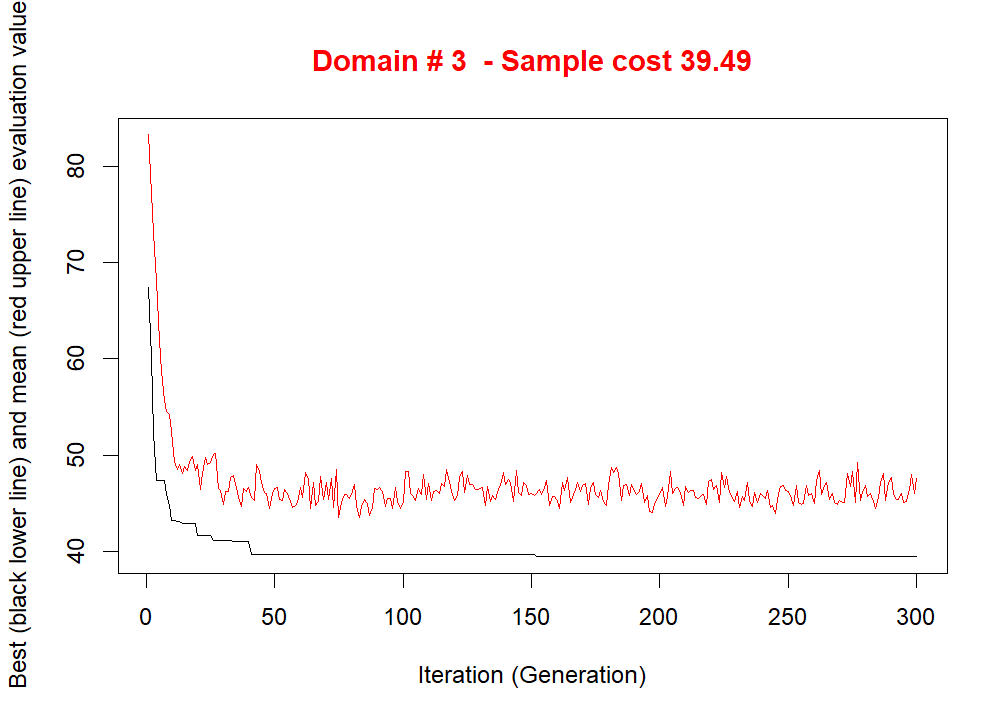 Domain # 3  - Sample cost 39.49
Best (black lower line) and mean (red upper line) evaluation value
80
70
60
50
40
0 50 100 150 200 250 300
Iteration (Generation)